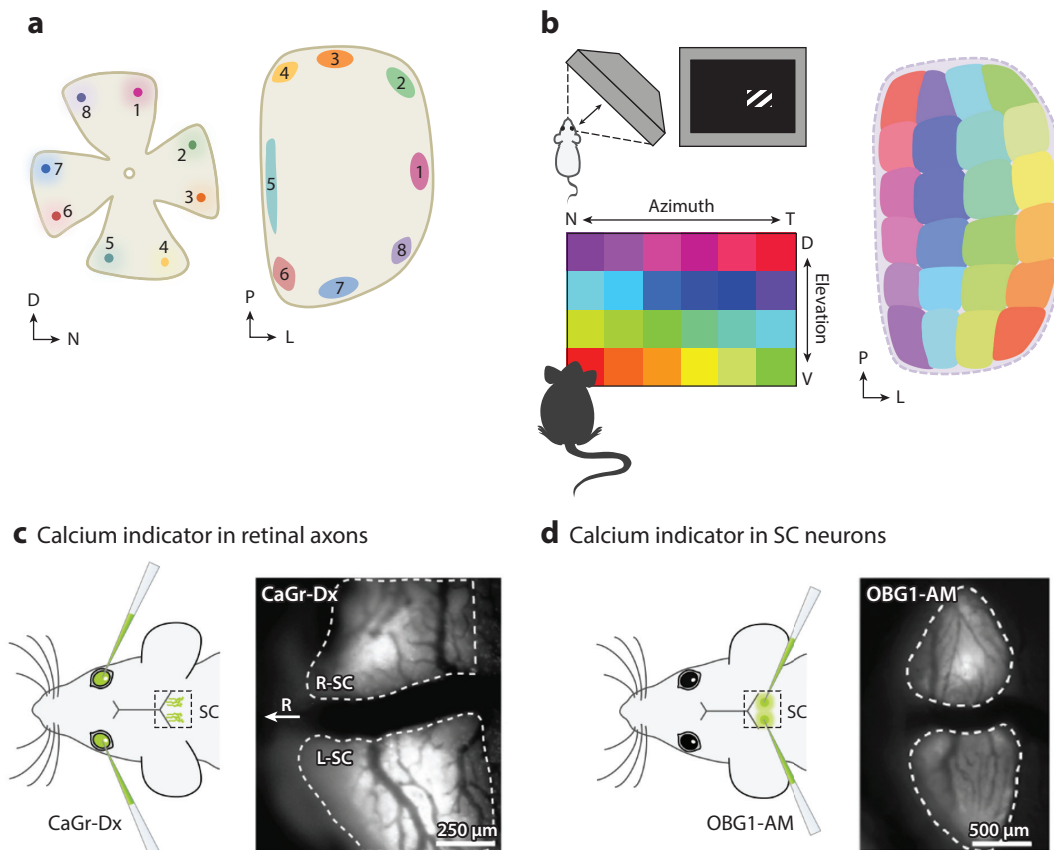 a
8
1
2
7
3
6
5
4
D
N
3
4
2
5
1
8
6
7
P
L
b
N
Azimuth
T
D
Elevation
V
P
L
c Calcium indicator in retinal axons
CaGr-Dx
R-SC
R
SC
L-SC
CaGr-Dx
250 µm
d Calcium indicator in SC neurons
OBG1-AM
SC
OBG1-AM
500 µm